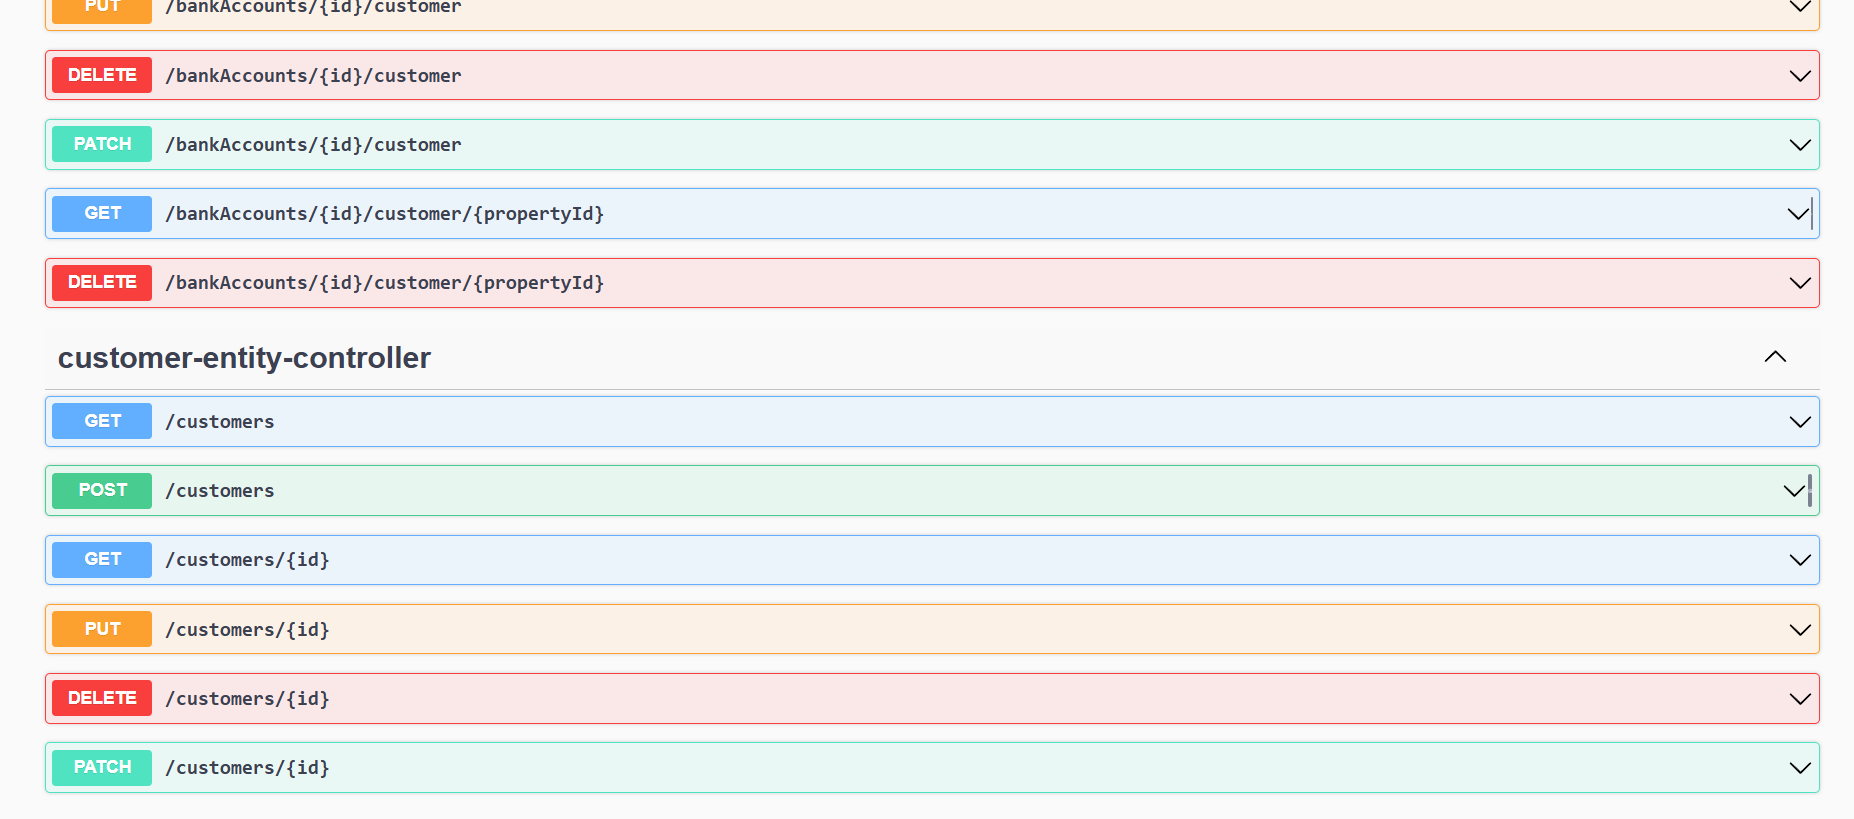 PUT /bankAccounts/{id}/customer
DELETE /bankAccounts/{id}/customer
PATCH /bankAccounts/{id}/customer
GET /bankAccounts/{id}/customer/{propertyId}
DELETE /bankAccounts/{id}/customer/{propertyId}
customer-entity-controller
GET /customers
POST /customers
GET /customers/{id}
PUT /customers/{id}
DELETE /customers/{id}
PATCH /customers/{id}